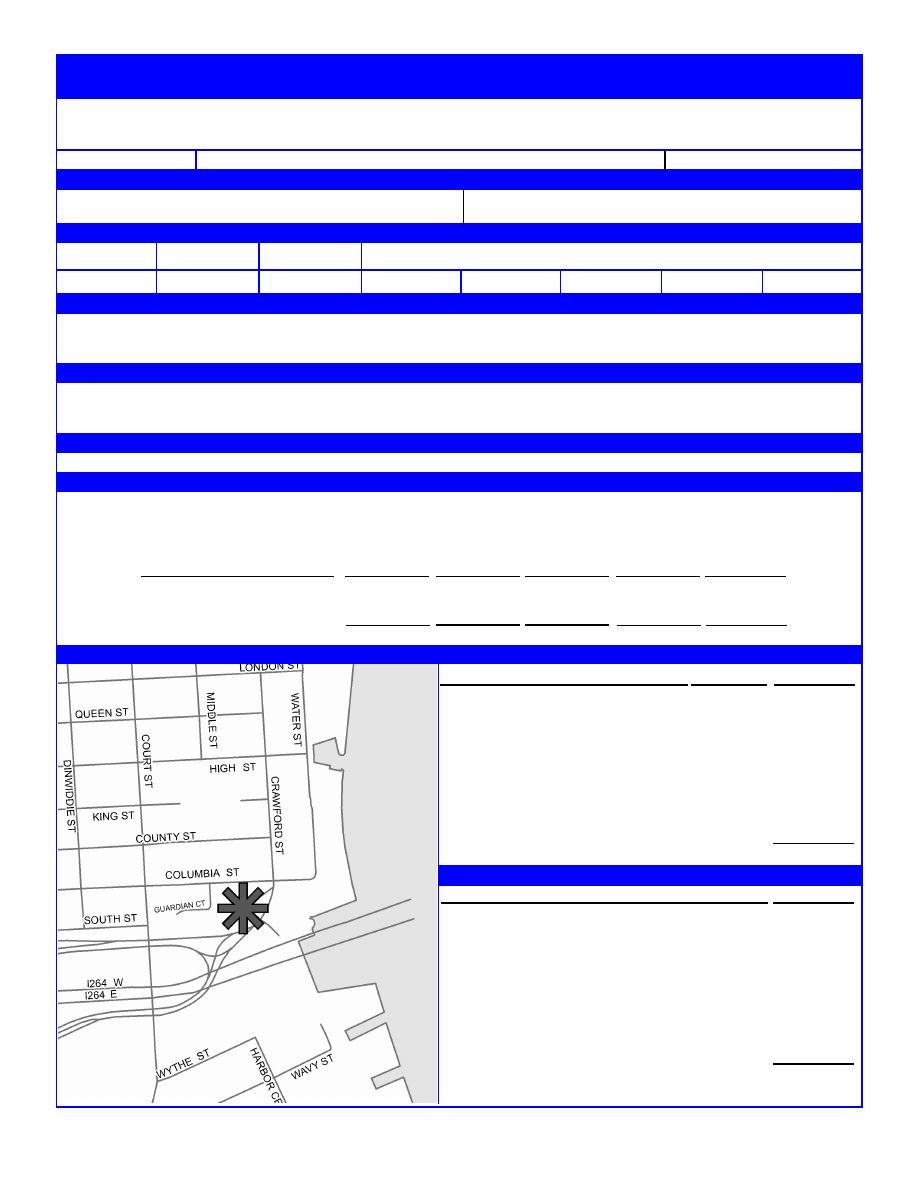 LONDON ST
QUEEN ST
MIDDLE ST
WATER ST
COURT ST
HIGH ST
DINWIDDIE ST
CRAWFORD ST
KING ST
COUNTY ST
COLUMBIA ST
GUARDIAN CT
SOUTH ST
I264 W
I264 E
WYTHE ST
HARBOR CE
WAVY ST